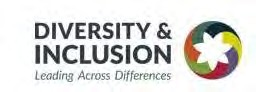 DIVERSITY &
INCLUSION
Leading Across Differences